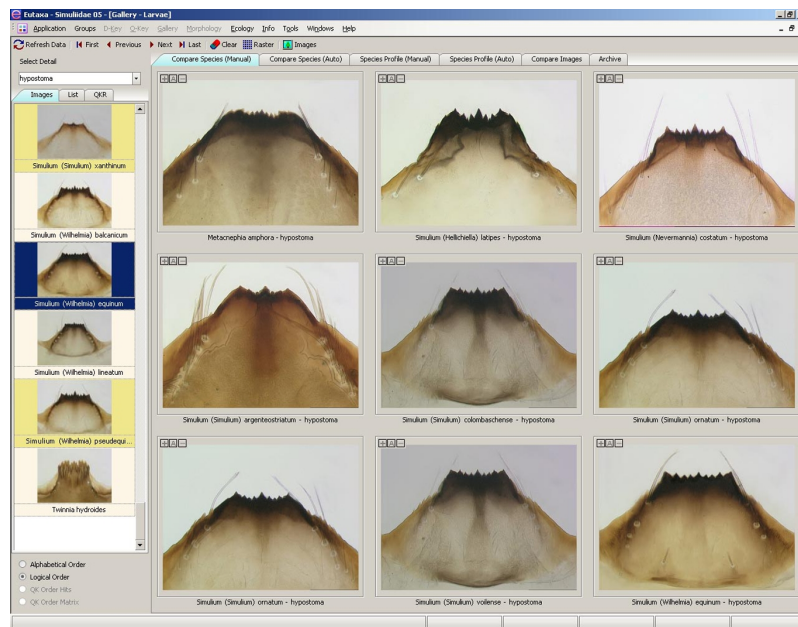 Eutaxa - Simuliidae 05 - [Gallery - Larvae]
Application Groups D-Key Q-Key Gallery Morphology Ecology Info Tools Windows Help
Refresh Data First Previous Next Last Clear Raster Images
Select Detail
hypostoma
Images List QKR
Compare Species (Manual) Compare Species (Auto) Species Profile (Manual) Species Profile (Auto) Compare Images Archive
Simulium (Simulium) xanthinum
Simulium (Wilhelmia) balcanicum
Simulium (Wilhelmia) equinum
Simulium (Wilhelmia) lineatum
Simulium (Wilhelmia) pseudequi...
Twinnia hydroides
Alphabetical Order
Logical Order
QK Order Hits
QK Order Matrix
Metacnephia amphora - hypostoma
Simulium (Hellichiella) latipes - hypostoma
Simulium (Nevermannia) costatum - hypostoma
Simulium (Simulium) argenteostriatum - hypostoma
Simulium (Simulium) colombaschense - hypostoma
Simulium (Simulium) ornatum - hypostoma
Simulium (Simulium) ornatum - hypostoma
Simulium (Simulium) voilense - hypostoma
Simulium (Wilhelmia) equinum - hypostoma